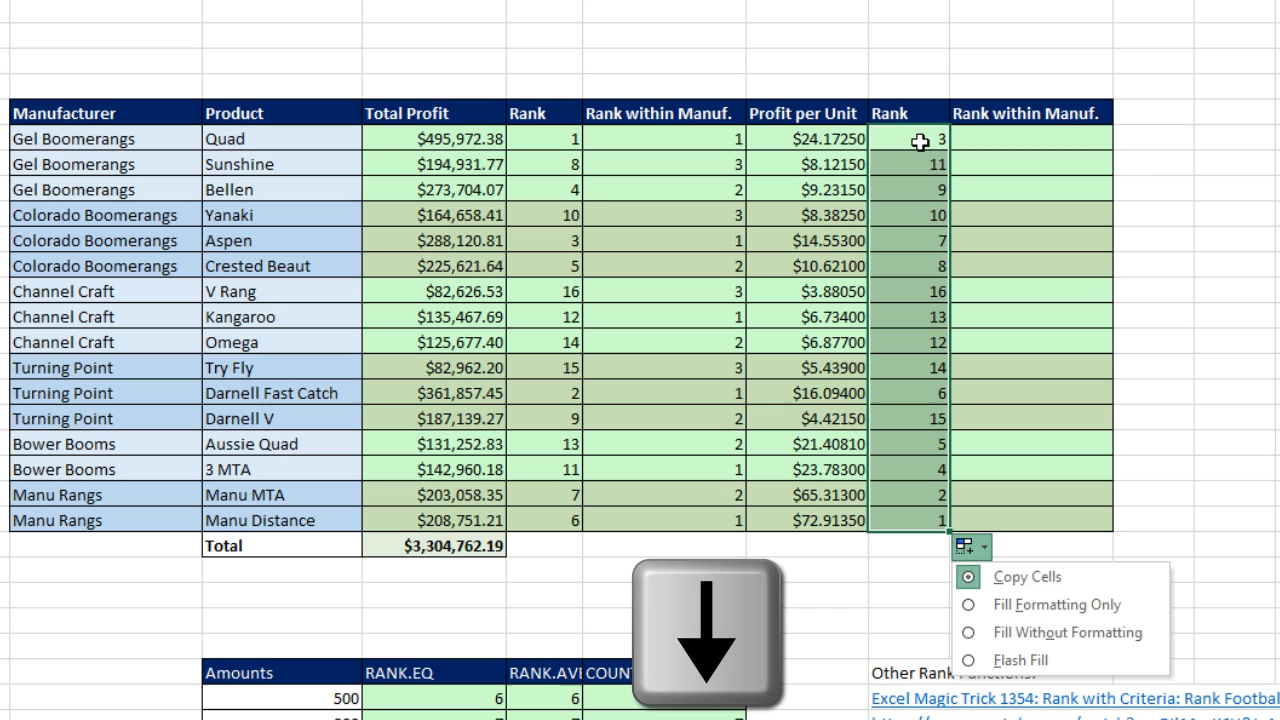 Manufacturer Product Total Profit Rank Rank within Manuf. Profit per Unit Rank Rank within Manuf.
Gel Boomerangs Quad $495,972.38 1 1 $24.17250 3
Gel Boomerangs Sunshine $194,931.77 8 3 $8.12150 11
Gel Boomerangs Bellen $273,704.07 4 2 $9.23150 9
Colorado Boomerangs Yanaki $164,658.41 10 3 $8.38250 10
Colorado Boomerangs Aspen $288,120.81 3 1 $14.55300 7
Colorado Boomerangs Crested Beaut $225,621.64 5 2 $10.62100 8
Channel Craft V Rang $82,626.53 16 3 $3.88050 16
Channel Craft Kangaroo $135,467.69 12 1 $6.73400 13
Channel Craft Omega $125,677.40 14 2 $6.87700 12
Turning Point Try Fly $82,962.20 15 3 $5.43900 14
Turning Point Darnell Fast Catch $361,857.45 2 1 $16.09400 6
Turning Point Darnell V $187,139.27 9 2 $4.42150 15
Bower Booms Aussie Quad $131,252.83 13 2 $21.40810 5
Bower Booms 3 MTA $142,960.18 11 1 $23.78300 4
Manu Rangs Manu MTA $203,058.35 7 2 $65.31300 2
Manu Rangs Manu Distance $208,751.21 6 1 $72.91350 1
Total $3,304,762.19
Copy Cells
Fill Formatting Only
Fill Without Formatting
Flash Fill
Amounts RANK.EQ RANK.AVE COUN Other Rank
500 6 6 Excel Magic Trick 1354: Rank with Criteria: Rank Footbal